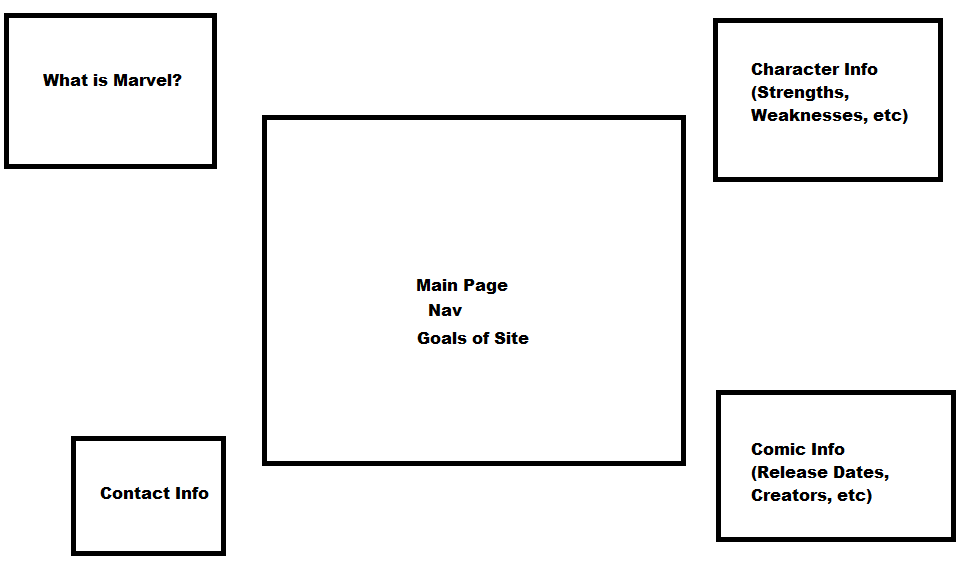 What is Marvel?
Character Info
(Strengths,
Weaknesses, etc)
Main Page
Nav
Goals of Site
Contact Info
Comic Info
(Release Dates,
Creators, etc)